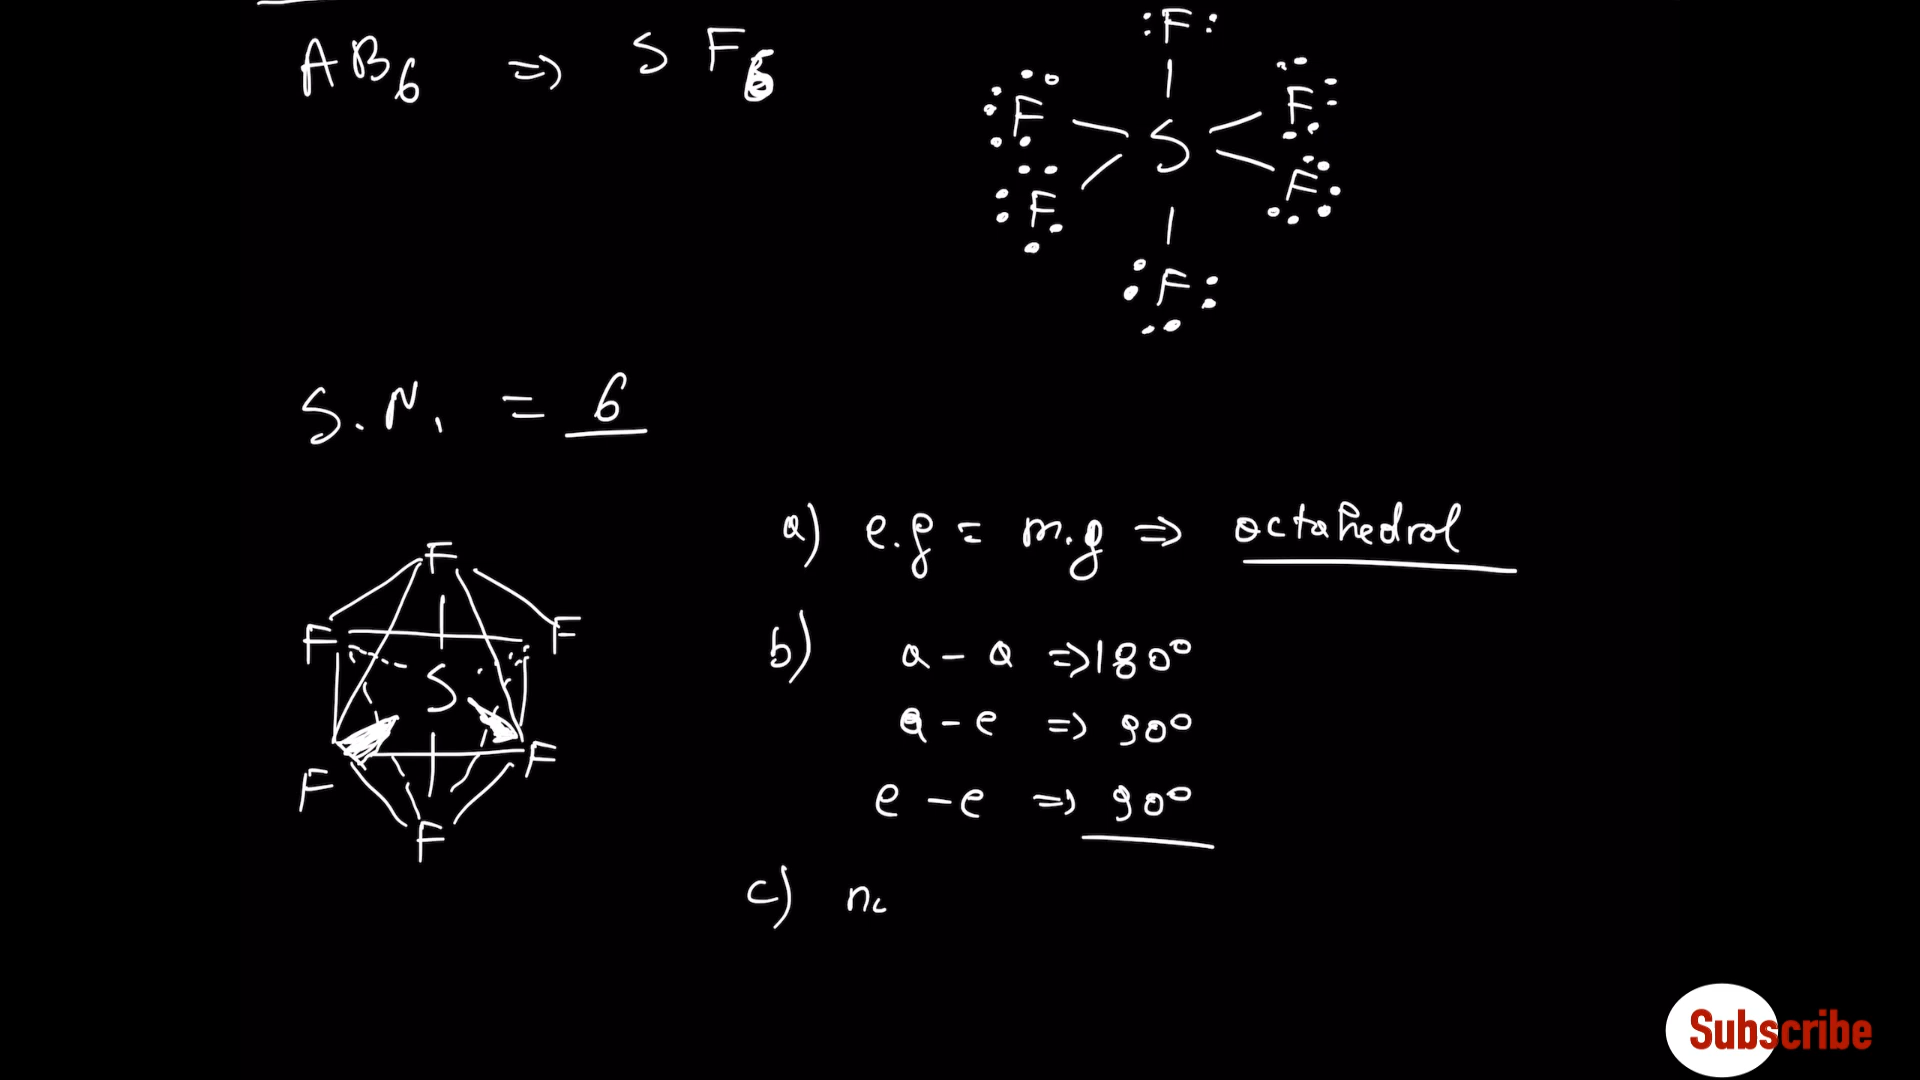 AB6 ⇒ SF6
:F:
F F
S
F F
:F:
S.N. = 6
a) e.g = m.g ⇒ octahedral
F
F F
S
F F
F
b) a - a ⇒ 180°
a - e ⇒ 90°
e - e ⇒ 90°
c)
Subscribe